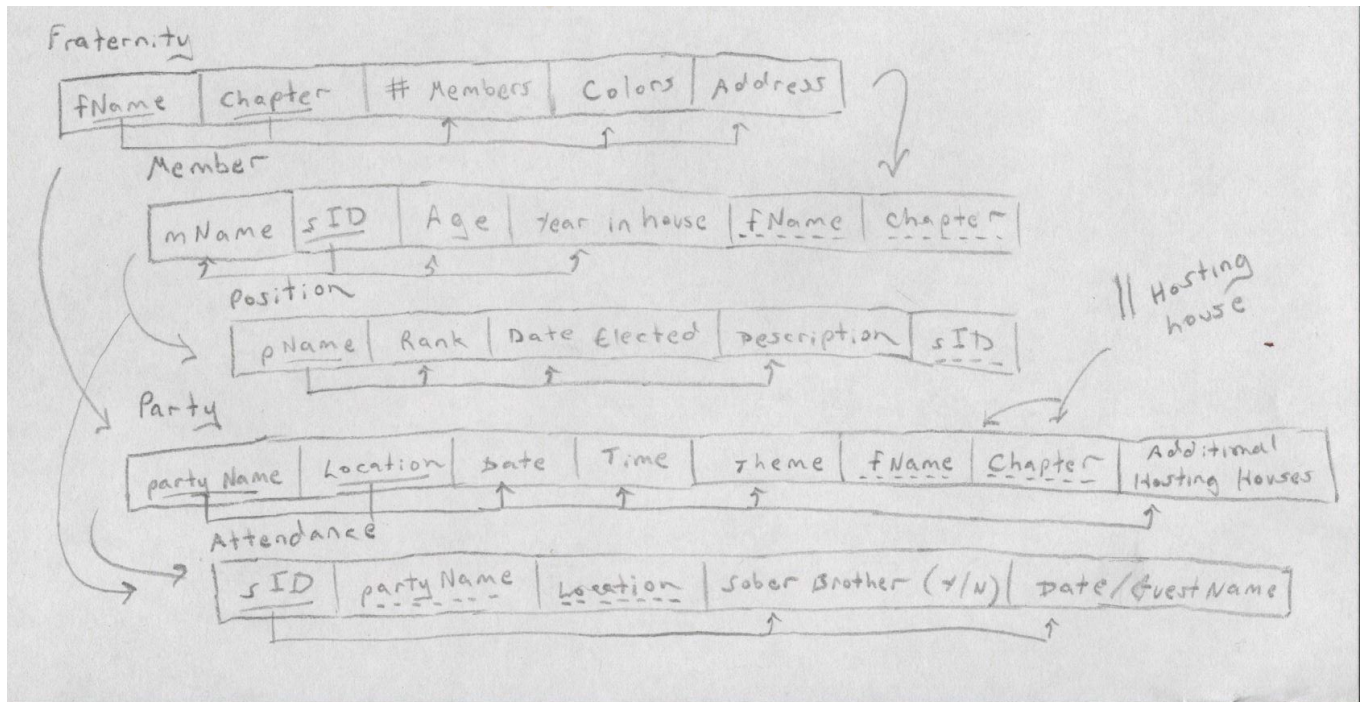 Fraternity
fName Chapter # Members Colors Address
Member
mName sID Age Year in house fName Chapter
Position
pName Rank Date Elected Description sID
|| Hosting
house
Party
party Name Location Date Time Theme fName Chapter Additional
Hosting Houses
Attendance
sID party Name Location Sober Brother (Y/N) Date/Guest Name